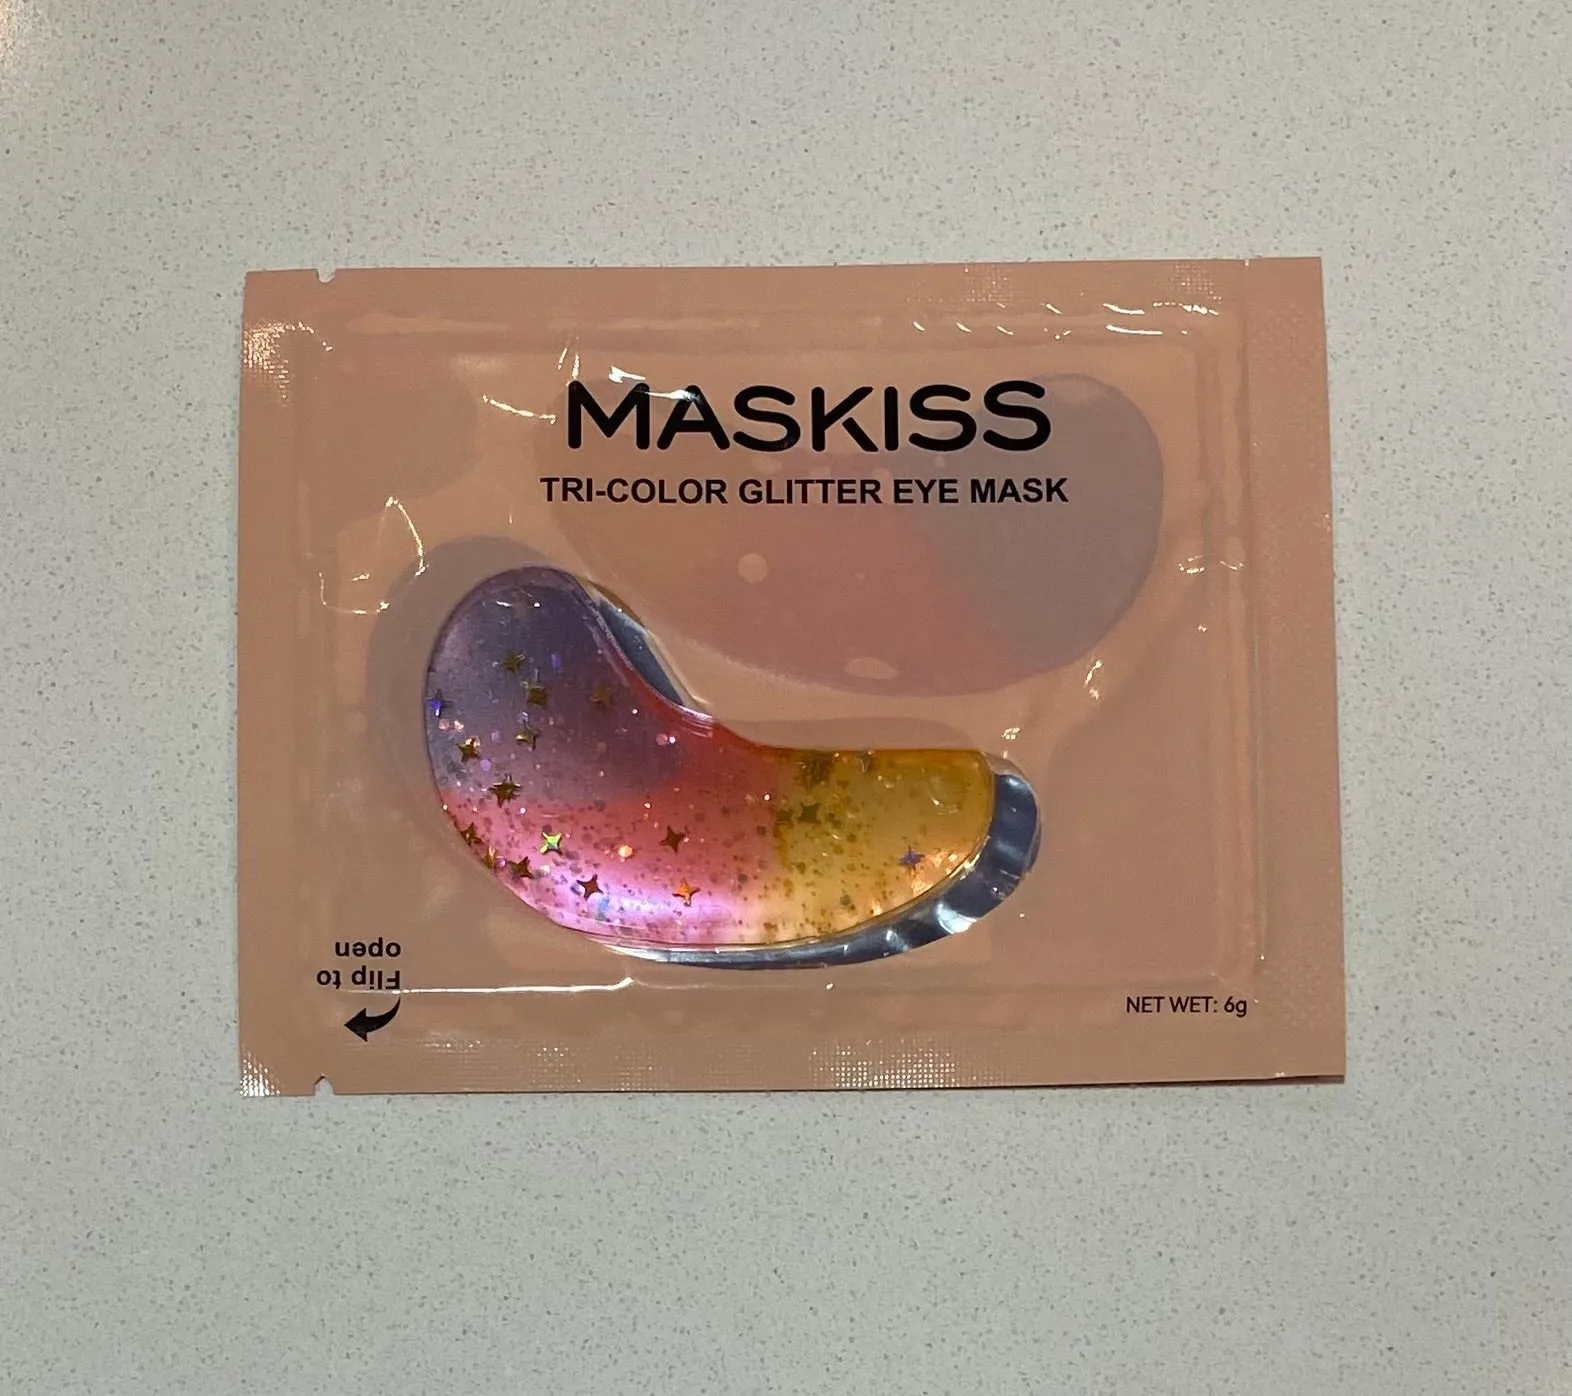 MASKISS
TRI-COLOR GLITTER EYE MASK
Flip to
open
NET WET: 6g